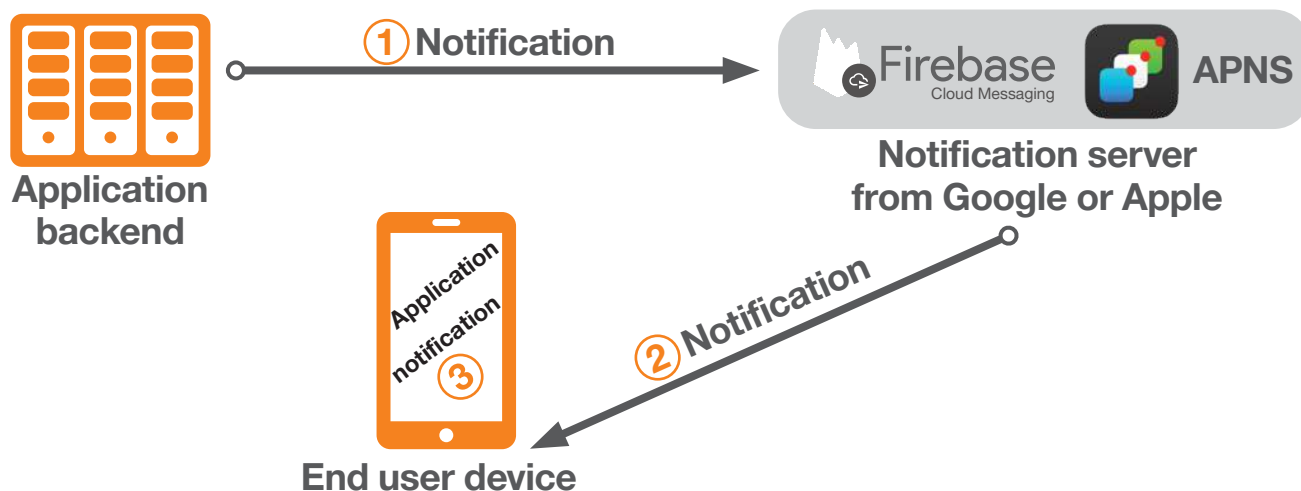 1 Notification
Firebase
Cloud Messaging
APNS
Notification server
from Google or Apple
Application
backend
Application
notification
3
2 Notification
End user device